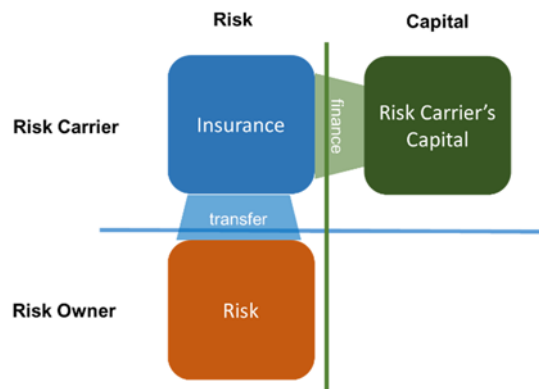 Risk
Capital
Risk Carrier
Insurance
finance
Risk Carrier's
Capital
transfer
Risk Owner
Risk